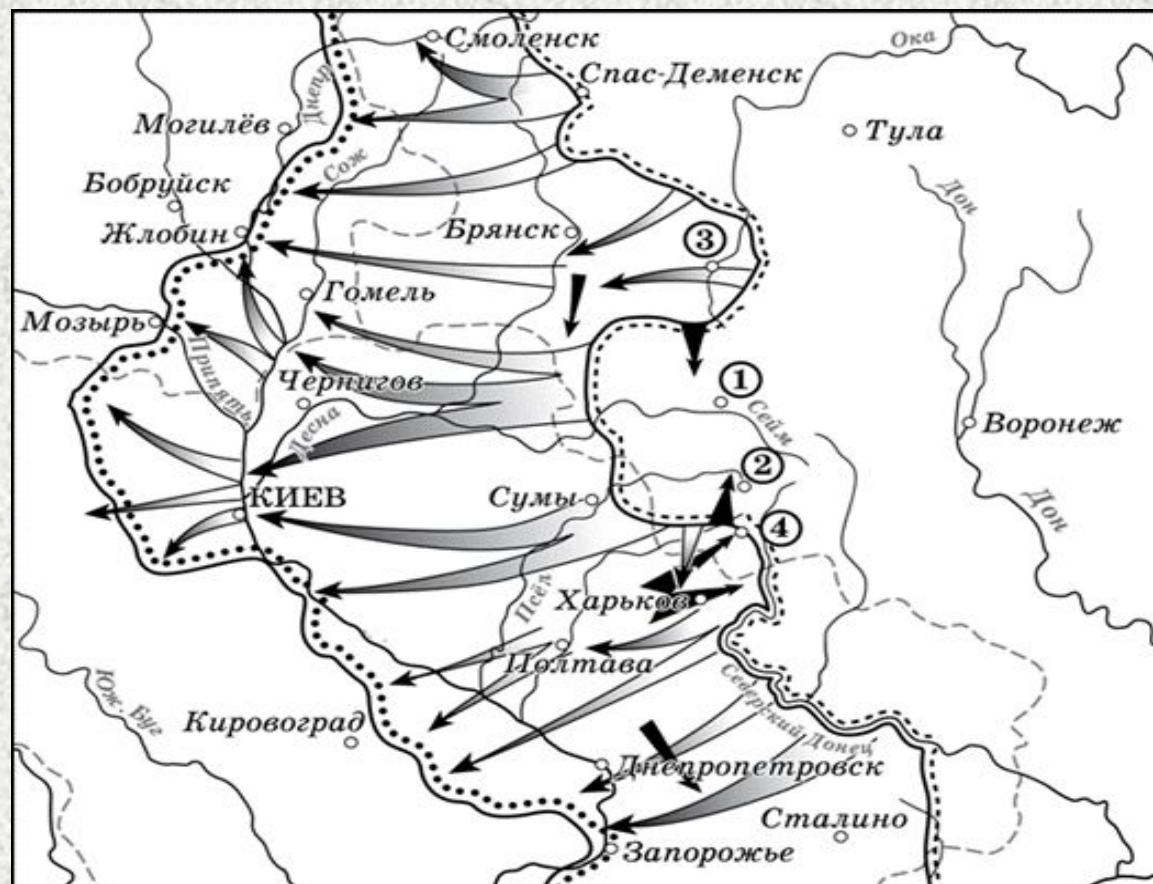 Смоленск
Ока
Спас-Деменск
Днепр
Могилёв
Тула
Сож
Бобруйск
Дон
Жлобин
Брянск
3
Гомель
Мозырь
Припять
1
Чернигов
Сейм
Десна
Воронеж
2
КИЕВ
Сумы
Дон
4
Псёл
Харьков
Полтава
Юж. Буг
Северский Донец
Кировоград
Днепропетровск
Сталино
Запорожье